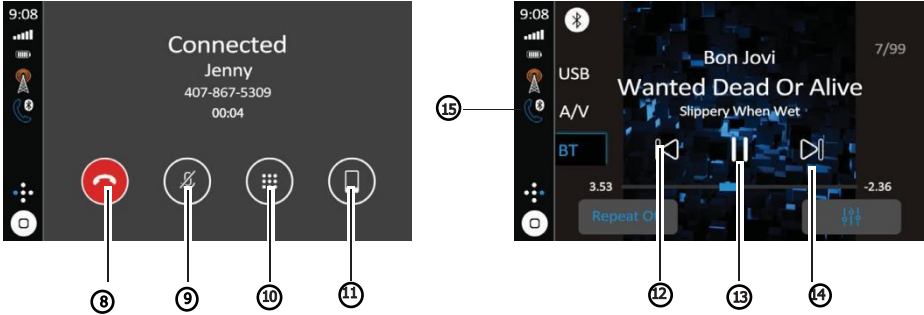 9:08
Connected
Jenny
407-867-5309
00:04
8
9
10
11
9:08
7/99
Bon Jovi
USB
Wanted Dead Or Alive
A/V
Slippery When Wet
15
BT
3.53
-2.36
Repeat
12
13
14